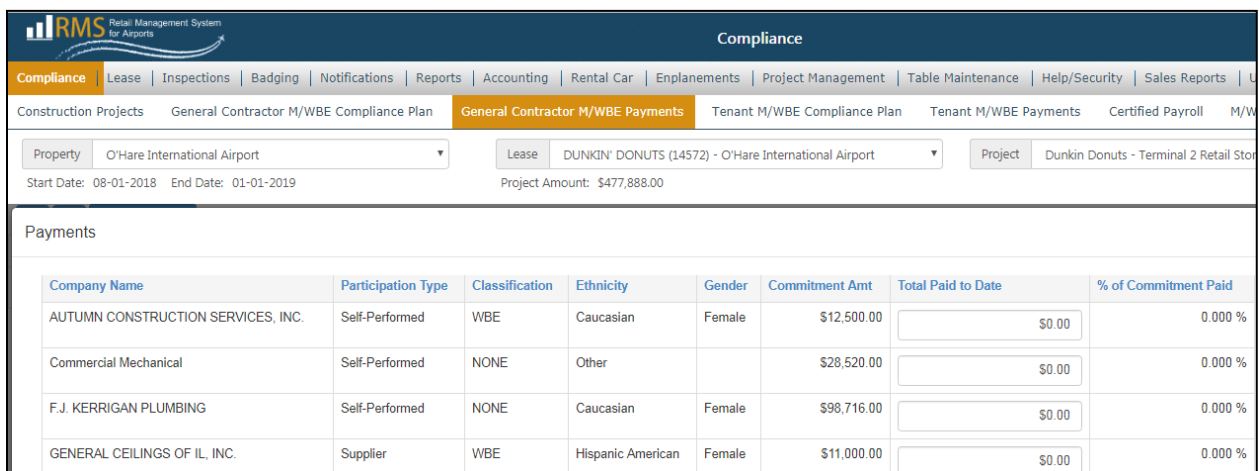 RMS Retail Management System for Airports
Compliance
Compliance | Lease | Inspections | Badging | Notifications | Reports | Accounting | Rental Car | Enplanements | Project Management | Table Maintenance | Help/Security | Sales Reports | U
Construction Projects General Contractor M/WBE Compliance Plan General Contractor M/WBE Payments Tenant M/WBE Compliance Plan Tenant M/WBE Payments Certified Payroll M/W
Property O'Hare International Airport Lease DUNKIN' DONUTS (14572) - O'Hare International Airport Project Dunkin Donuts - Terminal 2 Retail Stor
Start Date: 08-01-2018 End Date: 01-01-2019 Project Amount: $477,888.00
Payments
Company Name Participation Type Classification Ethnicity Gender Commitment Amt Total Paid to Date % of Commitment Paid
AUTUMN CONSTRUCTION SERVICES, INC. Self-Performed WBE Caucasian Female $12,500.00 $0.00 0.000 %
Commercial Mechanical Self-Performed NONE Other $28,520.00 $0.00 0.000 %
F.J. KERRIGAN PLUMBING Self-Performed NONE Caucasian Female $98,716.00 $0.00 0.000 %
GENERAL CEILINGS OF IL, INC. Supplier WBE Hispanic American Female $11,000.00 $0.00 0.000 %